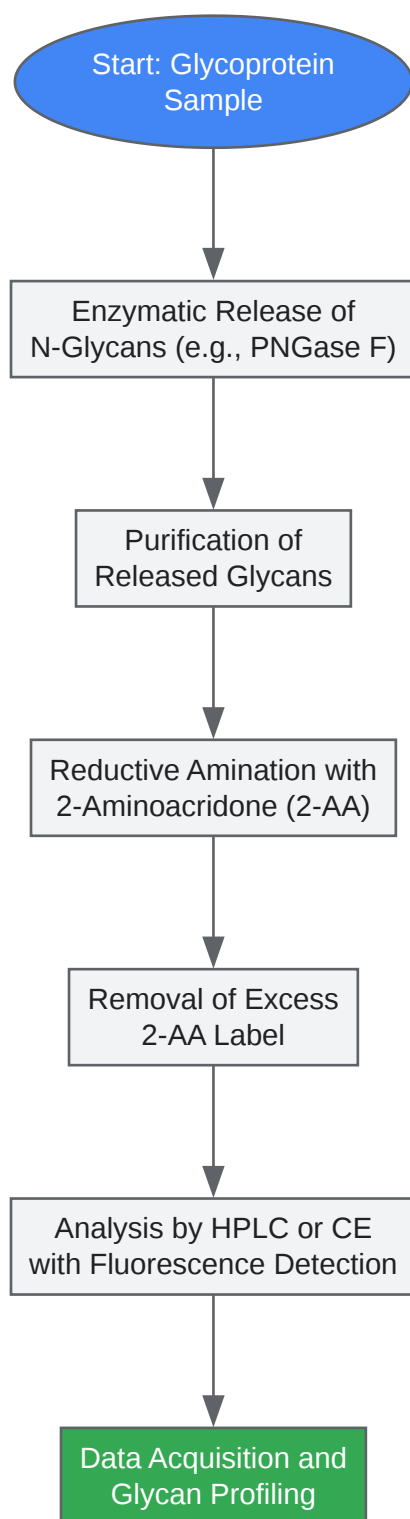 Start: Glycoprotein
Sample
Enzymatic Release of
N-Glycans (e.g., PNGase F)
Purification of
Released Glycans
Reductive Amination with
2-Aminoacridone (2-AA)
Removal of Excess
2-AA Label
Analysis by HPLC or CE
with Fluorescence Detection
Data Acquisition and
Glycan Profiling